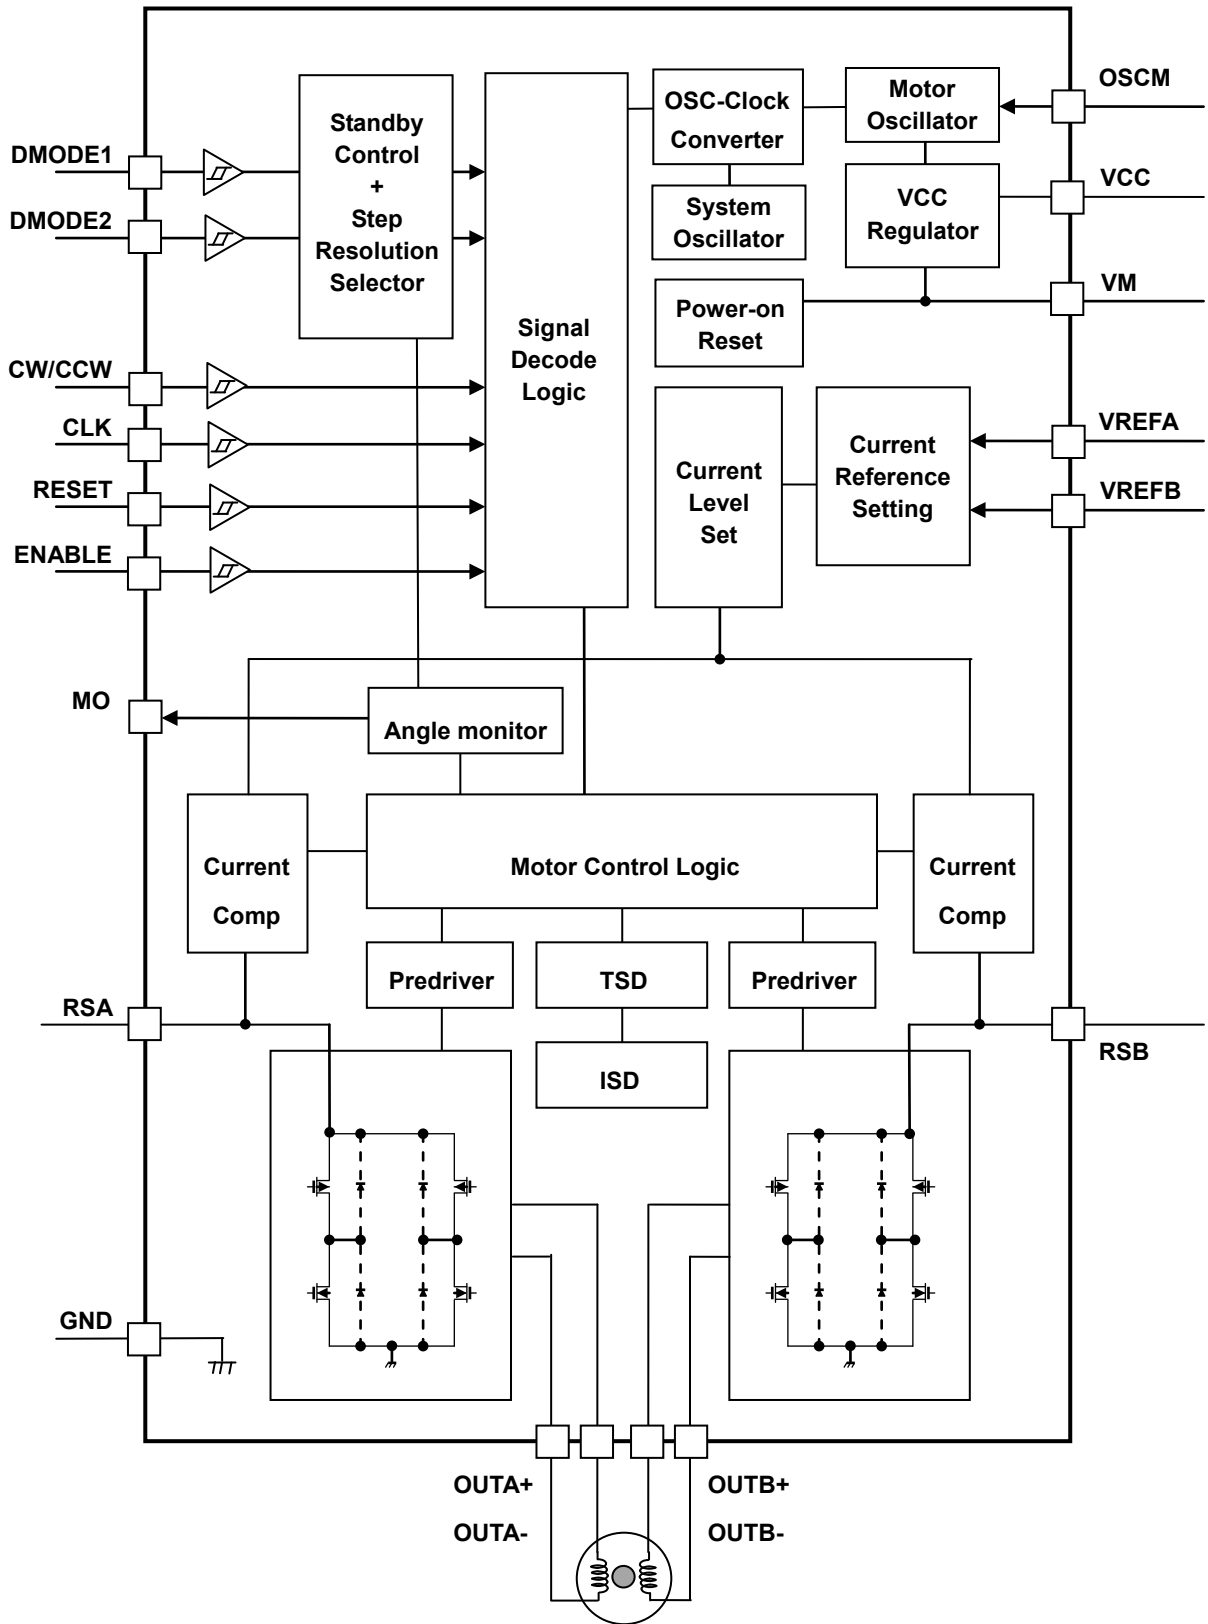 DMODE1
DMODE2
CW/CCW
CLK
RESET
ENABLE
MO
RSA
GND
Standby
Control
+
Step
Resolution
Selector
Signal
Decode
Logic
OSC-Clock
Converter
System
Oscillator
Motor
Oscillator
VCC
Regulator
Power-on
Reset
Current
Level
Set
Current
Reference
Setting
OSCM
VCC
VM
VREFA
VREFB
Angle monitor
Current
Comp
Motor Control Logic
Current
Comp
Predriver
TSD
Predriver
ISD
RSB
OUTA+
OUTA-
OUTB+
OUTB-